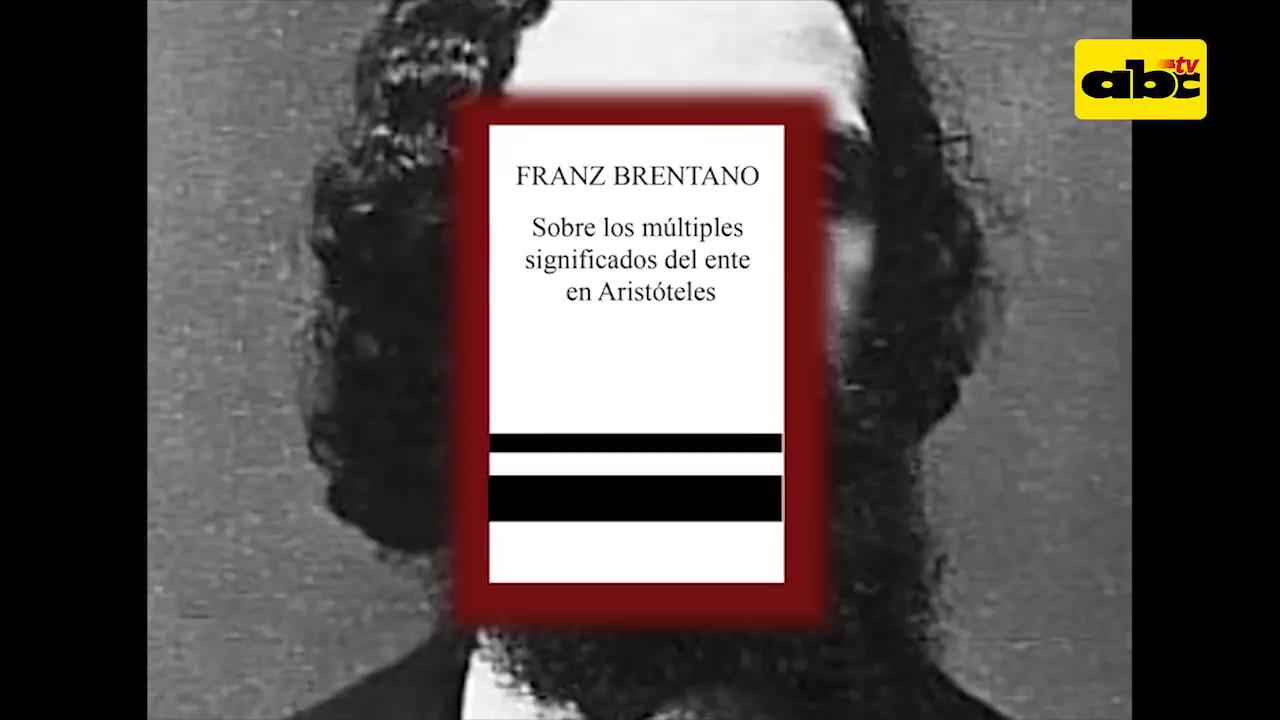 abc tv
FRANZ BRENTANO
Sobre los múltiples
significados del ente
en Aristóteles